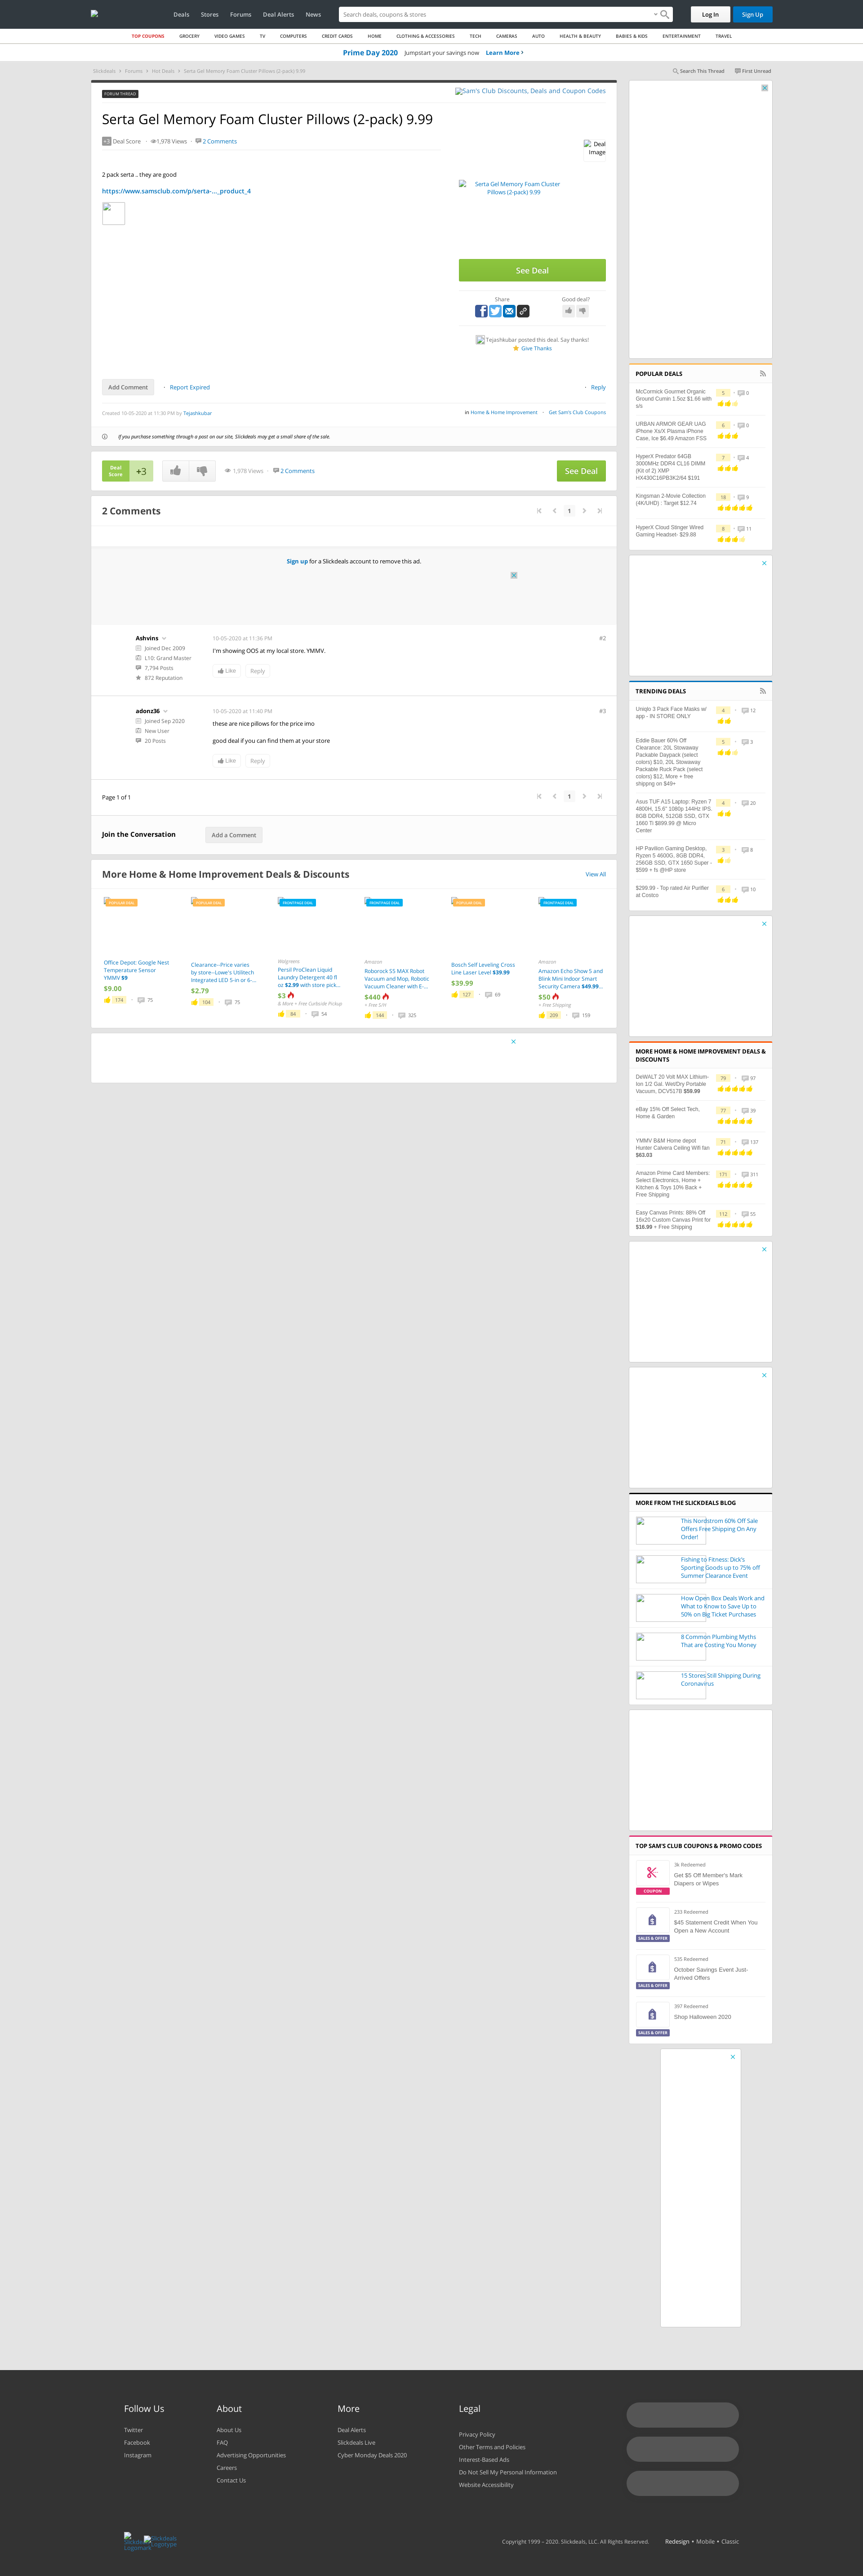 Deals
Stores
Forums
Deal Alerts
News
Search deals, coupons & stores
Log In
Sign Up
TOP COUPONS
GROCERY
VIDEO GAMES
TV
COMPUTERS
CREDIT CARDS
HOME
CLOTHING & ACCESSORIES
TECH
CAMERAS
AUTO
HEALTH & BEAUTY
BABIES & KIDS
ENTERTAINMENT
TRAVEL
Prime Day 2020 Jumpstart your savings now Learn More ›
Slickdeals › Forums › Hot Deals › Serta Gel Memory Foam Cluster Pillows (2-pack) 9.99
Search This Thread
First Unread
FORUM THREAD
Sam's Club Discounts, Deals and Coupon Codes
Serta Gel Memory Foam Cluster Pillows (2-pack) 9.99
+3 Deal Score • 1,978 Views • 2 Comments
Deal
Image
2 pack serta .. they are good
https://www.samsclub.com/p/serta-..._product_4
Serta Gel Memory Foam Cluster
Pillows (2-pack) 9.99
See Deal
Share
Good deal?
Tejashkubar posted this deal. Say thanks!
Give Thanks
Add Comment
• Report Expired
• Reply
Created 10-05-2020 at 11:30 PM by Tejashkubar
in Home & Home Improvement • Get Sam's Club Coupons
If you purchase something through a post on our site, Slickdeals may get a small share of the sale.
Deal
Score
+3
1,978 Views • 2 Comments
See Deal
2 Comments
1
Sign up for a Slickdeals account to remove this ad.
Ashvins
Joined Dec 2009
L10: Grand Master
7,794 Posts
872 Reputation
10-05-2020 at 11:36 PM
#2
I'm showing OOS at my local store. YMMV.
Like
Reply
adonz36
Joined Sep 2020
New User
20 Posts
10-05-2020 at 11:40 PM
#3
these are nice pillows for the price imo
good deal if you can find them at your store
Like
Reply
Page 1 of 1
1
Join the Conversation
Add a Comment
More Home & Home Improvement Deals & Discounts
View All
POPULAR DEAL
Office Depot: Google Nest
Temperature Sensor
YMMV $9
$9.00
174 • 75
POPULAR DEAL
Clearance--Price varies
by store--Lowe's Utilitech
Integrated LED 5-in or 6-...
$2.79
104 • 75
FRONTPAGE DEAL
Walgreens
Persil ProClean Liquid
Laundry Detergent 40 fl
oz $2.99 with store pick...
$3
& More + Free Curbside Pickup
84 • 54
FRONTPAGE DEAL
Amazon
Roborock S5 MAX Robot
Vacuum and Mop, Robotic
Vacuum Cleaner with E-...
$440
+ Free S/H
144 • 325
POPULAR DEAL
Bosch Self Leveling Cross
Line Laser Level $39.99
$39.99
127 • 69
FRONTPAGE DEAL
Amazon
Amazon Echo Show 5 and
Blink Mini Indoor Smart
Security Camera $49.99...
$50
+ Free Shipping
209 • 159
POPULAR DEALS
McCormick Gourmet Organic
Ground Cumin 1.5oz $1.66 with
s/s
5 • 0
URBAN ARMOR GEAR UAG
iPhone Xs/X Plasma iPhone
Case, Ice $6.49 Amazon FSS
6 • 0
HyperX Predator 64GB
3000MHz DDR4 CL16 DIMM
(Kit of 2) XMP
HX430C16PB3K2/64 $191
7 • 4
Kingsman 2-Movie Collection
(4K/UHD) : Target $12.74
18 • 9
HyperX Cloud Stinger Wired
Gaming Headset- $29.88
8 • 11
TRENDING DEALS
Uniqlo 3 Pack Face Masks w/
app - IN STORE ONLY
4 • 12
Eddie Bauer 60% Off
Clearance: 20L Stowaway
Packable Daypack (select
colors) $10, 20L Stowaway
Packable Ruck Pack (select
colors) $12, More + free
shippng on $49+
5 • 3
Asus TUF A15 Laptop: Ryzen 7
4800H, 15.6" 1080p 144Hz IPS,
8GB DDR4, 512GB SSD, GTX
1660 Ti $899.99 @ Micro
Center
4 • 20
HP Pavilion Gaming Desktop,
Ryzen 5 4600G, 8GB DDR4,
256GB SSD, GTX 1650 Super -
$599 + fs @HP store
3 • 8
$299.99 - Top rated Air Purifier
at Costco
6 • 10
MORE HOME & HOME IMPROVEMENT DEALS &
DISCOUNTS
DeWALT 20 Volt MAX Lithium-
Ion 1/2 Gal. Wet/Dry Portable
Vacuum, DCV517B $59.99
79 • 97
eBay 15% Off Select Tech,
Home & Garden
77 • 39
YMMV B&M Home depot
Hunter Calvera Ceiling Wifi fan
$63.03
71 • 137
Amazon Prime Card Members:
Select Electronics, Home +
Kitchen & Toys 10% Back +
Free Shipping
171 • 311
Easy Canvas Prints: 88% Off
16x20 Custom Canvas Print for
$16.99 + Free Shipping
112 • 55
MORE FROM THE SLICKDEALS BLOG
This Nordstrom 60% Off Sale
Offers Free Shipping On Any
Order!
Fishing to Fitness: Dick's
Sporting Goods up to 75% off
Summer Clearance Event
How Open Box Deals Work and
What to Know to Save Up to
50% on Big Ticket Purchases
8 Common Plumbing Myths
That are Costing You Money
15 Stores Still Shipping During
Coronavirus
TOP SAM'S CLUB COUPONS & PROMO CODES
3k Redeemed
Get $5 Off Member's Mark
Diapers or Wipes
COUPON
233 Redeemed
$45 Statement Credit When You
Open a New Account
SALES & OFFER
535 Redeemed
October Savings Event Just-
Arrived Offers
SALES & OFFER
397 Redeemed
Shop Halloween 2020
SALES & OFFER
Follow Us
Twitter
Facebook
Instagram
About
About Us
FAQ
Advertising Opportunities
Careers
Contact Us
More
Deal Alerts
Slickdeals Live
Cyber Monday Deals 2020
Legal
Privacy Policy
Other Terms and Policies
Interest-Based Ads
Do Not Sell My Personal Information
Website Accessibility
Slickdeals
Logotype
Copyright 1999 – 2020. Slickdeals, LLC. All Rights Reserved.
Redesign • Mobile • Classic